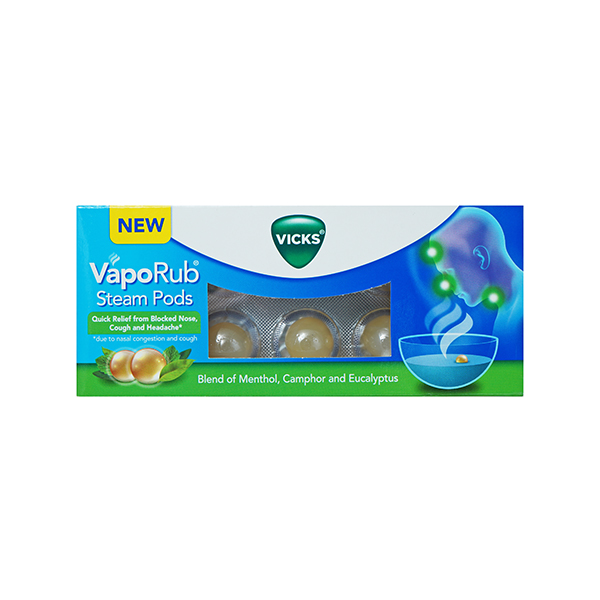 NEW
VICKS®
VapoRub®
Steam Pods
Quick Relief from Blocked Nose,
Cough and Headache*
*due to nasal congestion and cough
Blend of Menthol, Camphor and Eucalyptus